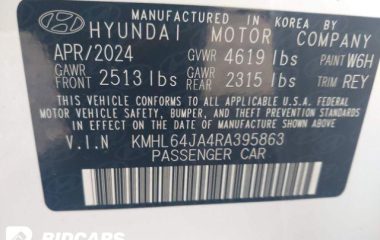 MANUFACTURED IN KOREA BY
HYUNDAI MOTOR COMPANY
APR/2024 GVWR 4619 lbs PAINT W6H
GAWR FRONT 2513 lbs GAWR REAR 2315 lbs TRIM REY
THIS VEHICLE CONFORMS TO ALL APPLICABLE U.S.A. FEDERAL
MOTOR VEHICLE SAFETY, BUMPER, AND THEFT PREVENTION STANDARDS
IN EFFECT ON THE DATE OF MANUFACTURE SHOWN ABOVE.
V.I.N KMHL64JA4RA395863
PASSENGER CAR
BIDCARS